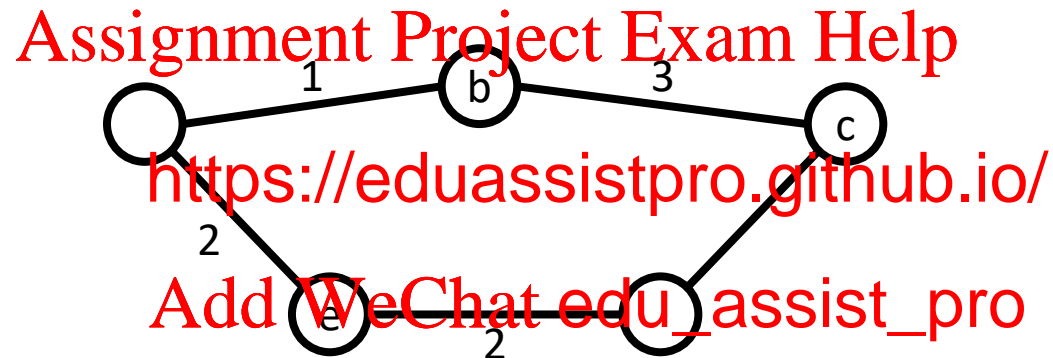 Assignment Project Exam Help
1 b 3
c
https://eduassistpro.github.io/
2
Add WeChat edu_assist_pro
e
2